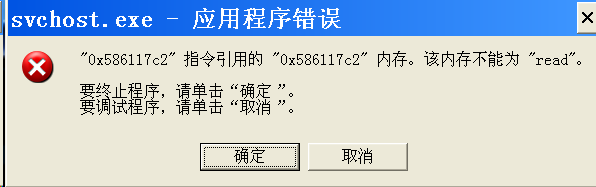 svchost.exe - 应用程序错误
"0x586117c2" 指令引用的 "0x586117c2" 内存。该内存不能为 "read"。
要终止程序，请单击“确定 ”。
要调试程序，请单击“取消 ”。
确定
取消